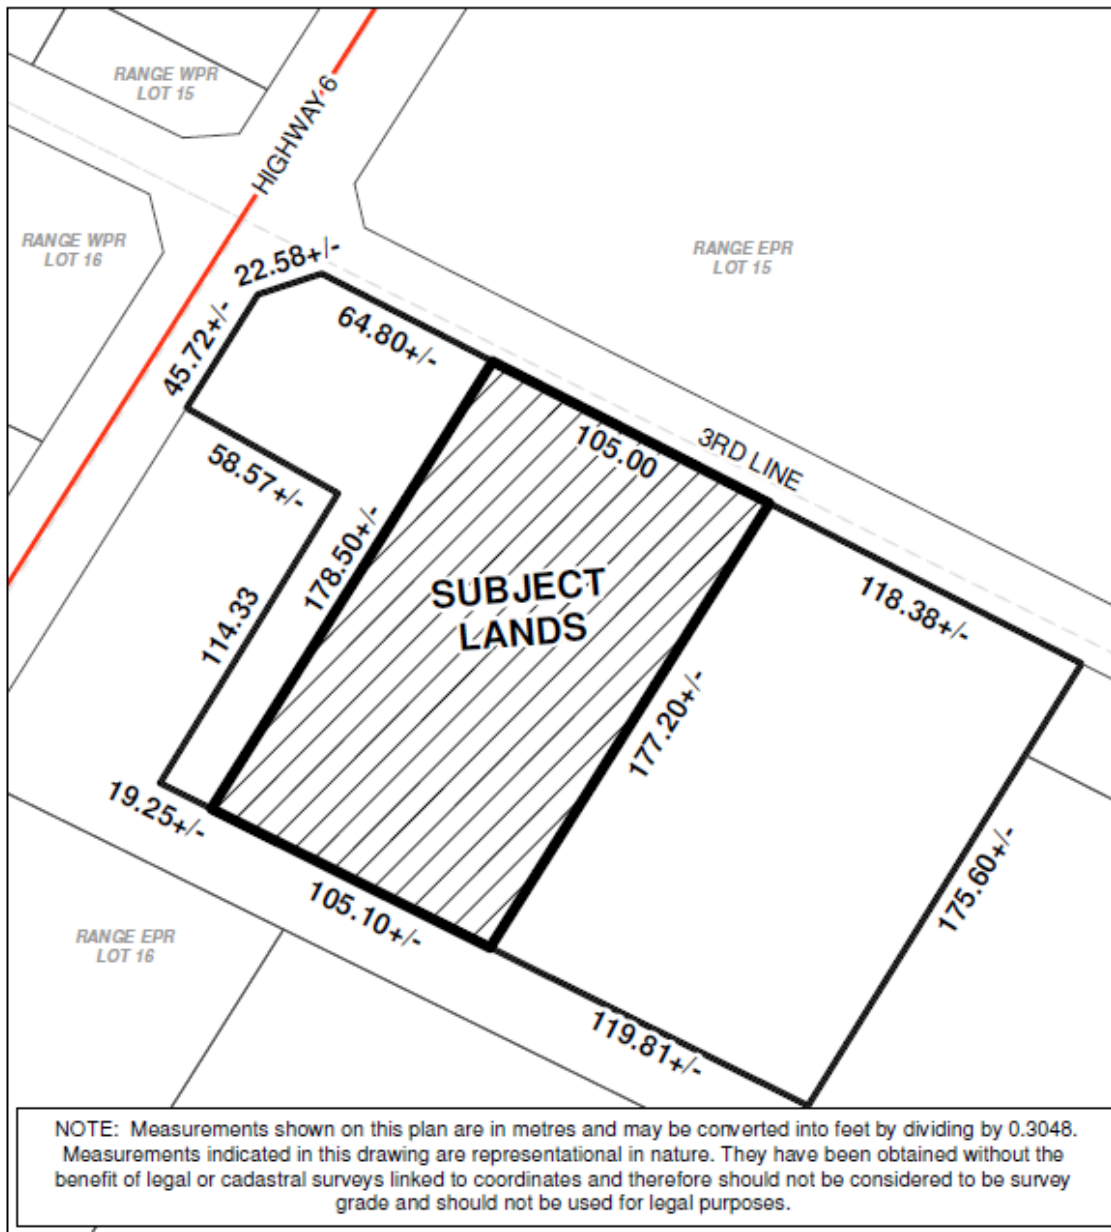 RANGE WPR
LOT 15
HIGHWAY 6
RANGE WPR
LOT 16
RANGE EPR
LOT 15
22.58+/-
45.72+/-
64.80+/-
58.57+/-
105.00
3RD LINE
178.50+/-
114.33
SUBJECT
LANDS
118.38+/-
177.20+/-
19.25+/-
105.10+/-
175.60+/-
RANGE EPR
LOT 16
119.81+/-
NOTE: Measurements shown on this plan are in metres and may be converted into feet by dividing by 0.3048.
Measurements indicated in this drawing are representational in nature. They have been obtained without the
benefit of legal or cadastral surveys linked to coordinates and therefore should not be considered to be survey
grade and should not be used for legal purposes.